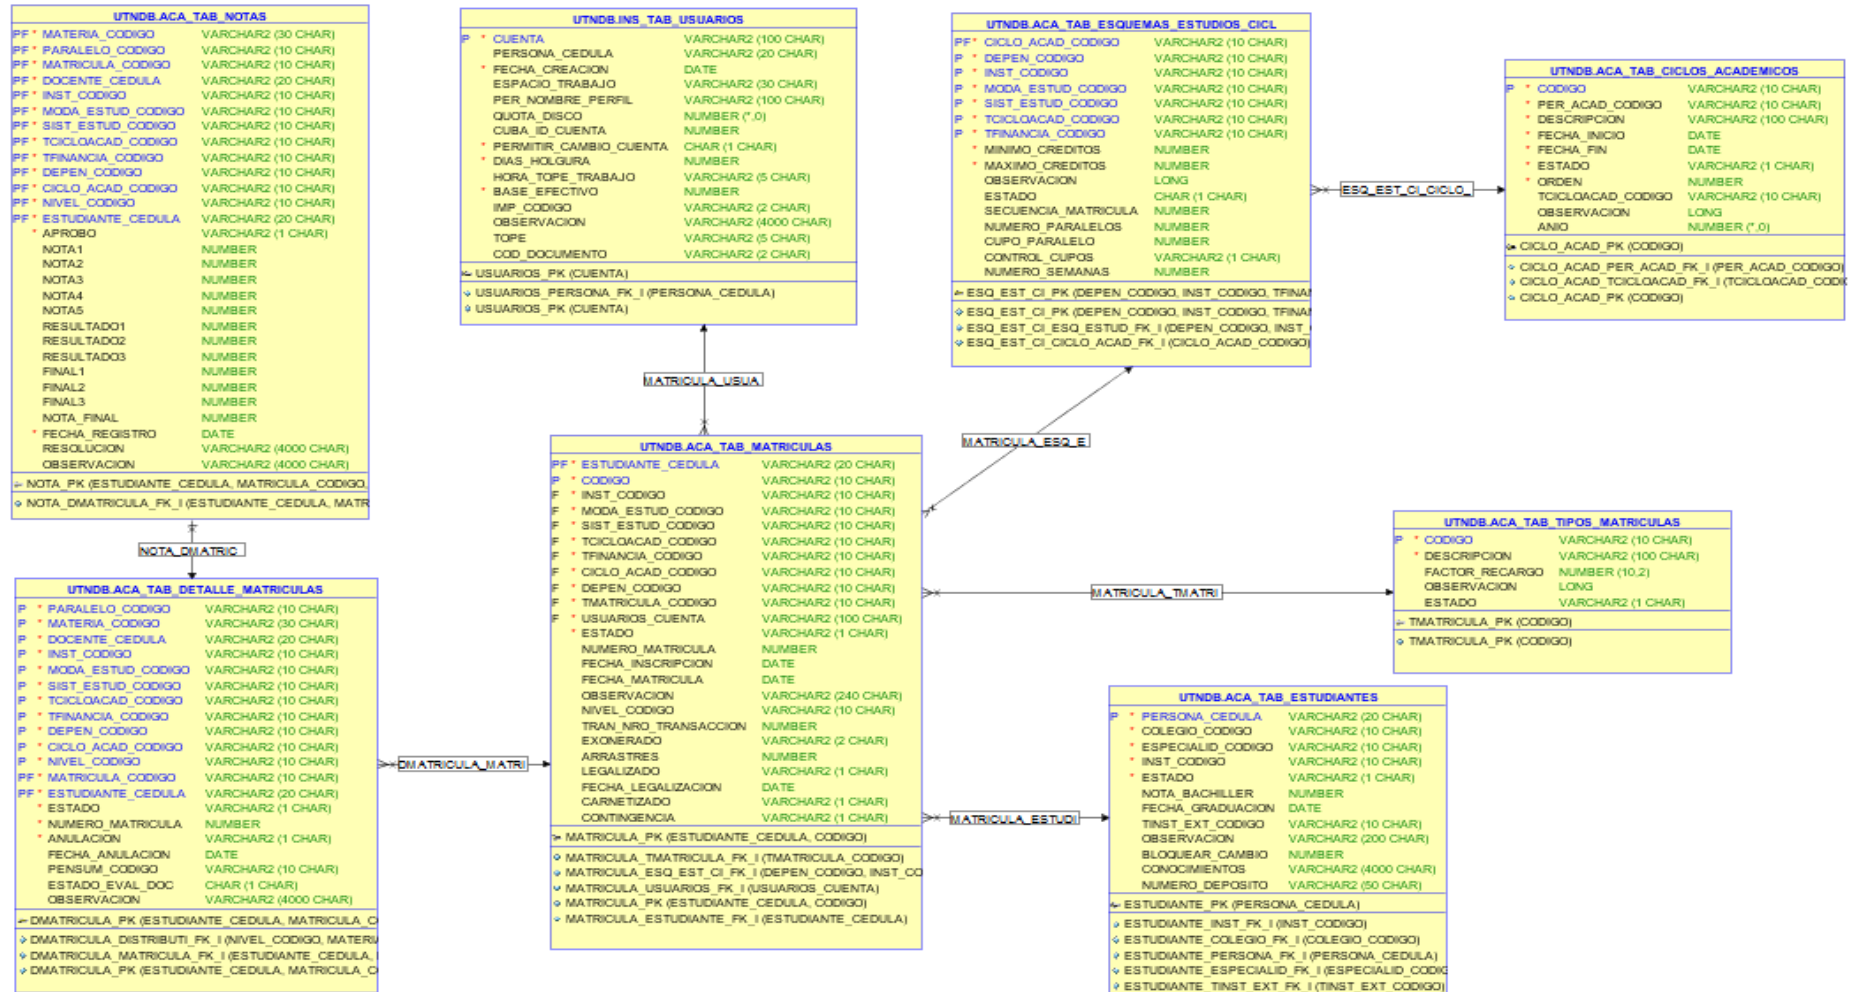 UTNDB.ACA_TAB_NOTAS
PF * MATERIA_CODIGO VARCHAR2 (30 CHAR)
PF * PARALELO_CODIGO VARCHAR2 (10 CHAR)
PF * MATRICULA_CODIGO VARCHAR2 (10 CHAR)
PF * DOCENTE_CEDULA VARCHAR2 (20 CHAR)
PF * INST_CODIGO VARCHAR2 (10 CHAR)
PF * MODA_ESTUD_CODIGO VARCHAR2 (10 CHAR)
PF * SIST_ESTUD_CODIGO VARCHAR2 (10 CHAR)
PF * TCICLOACAD_CODIGO VARCHAR2 (10 CHAR)
PF * TFINANCIA_CODIGO VARCHAR2 (10 CHAR)
PF * DEPEN_CODIGO VARCHAR2 (10 CHAR)
PF * CICLO_ACAD_CODIGO VARCHAR2 (10 CHAR)
PF * NIVEL_CODIGO VARCHAR2 (10 CHAR)
PF * ESTUDIANTE_CEDULA VARCHAR2 (20 CHAR)
* APROBO VARCHAR2 (1 CHAR)
NOTA1 NUMBER
NOTA2 NUMBER
NOTA3 NUMBER
NOTA4 NUMBER
NOTA5 NUMBER
RESULTADO1 NUMBER
RESULTADO2 NUMBER
RESULTADO3 NUMBER
FINAL1 NUMBER
FINAL2 NUMBER
FINAL3 NUMBER
NOTA_FINAL NUMBER
* FECHA_REGISTRO DATE
RESOLUCION VARCHAR2 (4000 CHAR)
OBSERVACION VARCHAR2 (4000 CHAR)
NOTA_PK (ESTUDIANTE_CEDULA, MATRICULA_CODIGO,
NOTA_DMATRICULA_FK_I (ESTUDIANTE_CEDULA, MATR
NOTA_DMATRIC
UTNDB.ACA_TAB_DETALLE_MATRICULAS
P * PARALELO_CODIGO VARCHAR2 (10 CHAR)
P * MATERIA_CODIGO VARCHAR2 (30 CHAR)
P * DOCENTE_CEDULA VARCHAR2 (20 CHAR)
P * INST_CODIGO VARCHAR2 (10 CHAR)
P * MODA_ESTUD_CODIGO VARCHAR2 (10 CHAR)
P * SIST_ESTUD_CODIGO VARCHAR2 (10 CHAR)
P * TCICLOACAD_CODIGO VARCHAR2 (10 CHAR)
P * TFINANCIA_CODIGO VARCHAR2 (10 CHAR)
P * DEPEN_CODIGO VARCHAR2 (10 CHAR)
P * CICLO_ACAD_CODIGO VARCHAR2 (10 CHAR)
P * NIVEL_CODIGO VARCHAR2 (10 CHAR)
PF * MATRICULA_CODIGO VARCHAR2 (10 CHAR)
PF * ESTUDIANTE_CEDULA VARCHAR2 (20 CHAR)
* ESTADO VARCHAR2 (1 CHAR)
* NUMERO_MATRICULA NUMBER
* ANULACION VARCHAR2 (1 CHAR)
FECHA_ANULACION DATE
PENSUM_CODIGO VARCHAR2 (10 CHAR)
ESTADO_EVAL_DOC CHAR (1 CHAR)
OBSERVACION VARCHAR2 (4000 CHAR)
DMATRICULA_PK (ESTUDIANTE_CEDULA, MATRICULA_C
DMATRICULA_DISTRIBUTI_FK_I (NIVEL_CODIGO, MATERI
DMATRICULA_MATRICULA_FK_I (ESTUDIANTE_CEDULA,
DMATRICULA_PK (ESTUDIANTE_CEDULA, MATRICULA_C
DMATRICULA_MATRI
UTNDB.INS_TAB_USUARIOS
P * CUENTA VARCHAR2 (100 CHAR)
PERSONA_CEDULA VARCHAR2 (20 CHAR)
* FECHA_CREACION DATE
ESPACIO_TRABAJO VARCHAR2 (30 CHAR)
PER_NOMBRE_PERFIL VARCHAR2 (100 CHAR)
QUOTA_DISCO NUMBER (*,0)
CUBA_ID_CUENTA NUMBER
* PERMITIR_CAMBIO_CUENTA CHAR (1 CHAR)
* DIAS_HOLGURA NUMBER
HORA_TOPE_TRABAJO VARCHAR2 (5 CHAR)
* BASE_EFECTIVO NUMBER
IMP_CODIGO VARCHAR2 (2 CHAR)
OBSERVACION VARCHAR2 (4000 CHAR)
TOPE VARCHAR2 (5 CHAR)
COD_DOCUMENTO VARCHAR2 (2 CHAR)
USUARIOS_PK (CUENTA)
USUARIOS_PERSONA_FK_I (PERSONA_CEDULA)
USUARIOS_PK (CUENTA)
MATRICULA_USUA
UTNDB.ACA_TAB_MATRICULAS
PF * ESTUDIANTE_CEDULA VARCHAR2 (20 CHAR)
P * CODIGO VARCHAR2 (10 CHAR)
F * INST_CODIGO VARCHAR2 (10 CHAR)
F * MODA_ESTUD_CODIGO VARCHAR2 (10 CHAR)
F * SIST_ESTUD_CODIGO VARCHAR2 (10 CHAR)
F * TCICLOACAD_CODIGO VARCHAR2 (10 CHAR)
F * TFINANCIA_CODIGO VARCHAR2 (10 CHAR)
F * CICLO_ACAD_CODIGO VARCHAR2 (10 CHAR)
F * DEPEN_CODIGO VARCHAR2 (10 CHAR)
F * TMATRICULA_CODIGO VARCHAR2 (10 CHAR)
F * USUARIOS_CUENTA VARCHAR2 (100 CHAR)
* ESTADO VARCHAR2 (1 CHAR)
NUMERO_MATRICULA NUMBER
FECHA_INSCRIPCION DATE
FECHA_MATRICULA DATE
OBSERVACION VARCHAR2 (240 CHAR)
NIVEL_CODIGO VARCHAR2 (10 CHAR)
TRAN_NRO_TRANSACCION NUMBER
EXONERADO VARCHAR2 (2 CHAR)
ARRASTRES NUMBER
LEGALIZADO VARCHAR2 (1 CHAR)
FECHA_LEGALIZACION DATE
CARNETIZADO VARCHAR2 (1 CHAR)
CONTINGENCIA VARCHAR2 (1 CHAR)
MATRICULA_PK (ESTUDIANTE_CEDULA, CODIGO)
MATRICULA_TMATRICULA_FK_I (TMATRICULA_CODIGO)
MATRICULA_ESQ_EST_CI_FK_I (DEPEN_CODIGO, INST_CO
MATRICULA_USUARIOS_FK_I (USUARIOS_CUENTA)
MATRICULA_PK (ESTUDIANTE_CEDULA, CODIGO)
MATRICULA_ESTUDIANTE_FK_I (ESTUDIANTE_CEDULA)
UTNDB.ACA_TAB_ESQUEMAS_ESTUDIOS_CICL
PF * CICLO_ACAD_CODIGO VARCHAR2 (10 CHAR)
P * DEPEN_CODIGO VARCHAR2 (10 CHAR)
P * INST_CODIGO VARCHAR2 (10 CHAR)
P * MODA_ESTUD_CODIGO VARCHAR2 (10 CHAR)
P * SIST_ESTUD_CODIGO VARCHAR2 (10 CHAR)
P * TCICLOACAD_CODIGO VARCHAR2 (10 CHAR)
P * TFINANCIA_CODIGO VARCHAR2 (10 CHAR)
* MINIMO_CREDITOS NUMBER
* MAXIMO_CREDITOS NUMBER
OBSERVACION LONG
ESTADO CHAR (1 CHAR)
SECUENCIA_MATRICULA NUMBER
NUMERO_PARALELOS NUMBER
CUPO_PARALELO NUMBER
CONTROL_CUPOS VARCHAR2 (1 CHAR)
NUMERO_SEMANAS NUMBER
ESQ_EST_CI_PK (DEPEN_CODIGO, INST_CODIGO, TFINA
ESQ_EST_CI_PK (DEPEN_CODIGO, INST_CODIGO, TFINA
ESQ_EST_CI_ESQ_ESTUD_FK_I (DEPEN_CODIGO, INST_
ESQ_EST_CI_CICLO_ACAD_FK_I (CICLO_ACAD_CODIGO)
MATRICULA_ESQ_E
ESQ_EST_CI_CICLO_
UTNDB.ACA_TAB_CICLOS_ACADEMICOS
P * CODIGO VARCHAR2 (10 CHAR)
* PER_ACAD_CODIGO VARCHAR2 (10 CHAR)
* DESCRIPCION VARCHAR2 (100 CHAR)
* FECHA_INICIO DATE
* FECHA_FIN DATE
* ESTADO VARCHAR2 (1 CHAR)
* ORDEN NUMBER
TCICLOACAD_CODIGO VARCHAR2 (10 CHAR)
OBSERVACION LONG
ANIO NUMBER (*,0)
CICLO_ACAD_PK (CODIGO)
CICLO_ACAD_PER_ACAD_FK_I (PER_ACAD_CODIGO)
CICLO_ACAD_TCICLOACAD_FK_I (TCICLOACAD_CODI
CICLO_ACAD_PK (CODIGO)
MATRICULA_TMATRI
UTNDB.ACA_TAB_TIPOS_MATRICULAS
P * CODIGO VARCHAR2 (10 CHAR)
* DESCRIPCION VARCHAR2 (100 CHAR)
FACTOR_RECARGO NUMBER (10,2)
OBSERVACION LONG
ESTADO VARCHAR2 (1 CHAR)
TMATRICULA_PK (CODIGO)
TMATRICULA_PK (CODIGO)
MATRICULA_ESTUDI
UTNDB.ACA_TAB_ESTUDIANTES
P * PERSONA_CEDULA VARCHAR2 (20 CHAR)
* COLEGIO_CODIGO VARCHAR2 (10 CHAR)
* ESPECIALID_CODIGO VARCHAR2 (10 CHAR)
* INST_CODIGO VARCHAR2 (10 CHAR)
* ESTADO VARCHAR2 (1 CHAR)
NOTA_BACHILLER NUMBER
FECHA_GRADUACION DATE
TINST_EXT_CODIGO VARCHAR2 (10 CHAR)
OBSERVACION VARCHAR2 (200 CHAR)
BLOQUEAR_CAMBIO NUMBER
CONOCIMIENTOS VARCHAR2 (4000 CHAR)
NUMERO_DEPOSITO VARCHAR2 (50 CHAR)
ESTUDIANTE_PK (PERSONA_CEDULA)
ESTUDIANTE_INST_FK_I (INST_CODIGO)
ESTUDIANTE_COLEGIO_FK_I (COLEGIO_CODIGO)
ESTUDIANTE_PERSONA_FK_I (PERSONA_CEDULA)
ESTUDIANTE_ESPECIALID_FK_I (ESPECIALID_CODIG
ESTUDIANTE_TINST_EXT_FK_I (TINST_EXT_CODIGO)